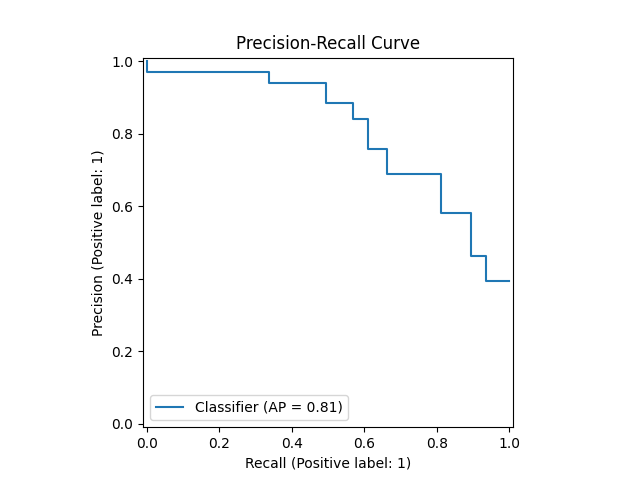 Precision-Recall Curve
1.0
0.8
0.6
0.4
0.2
0.0
Precision (Positive label: 1)
Classifier (AP = 0.81)
0.0 0.2 0.4 0.6 0.8 1.0
Recall (Positive label: 1)